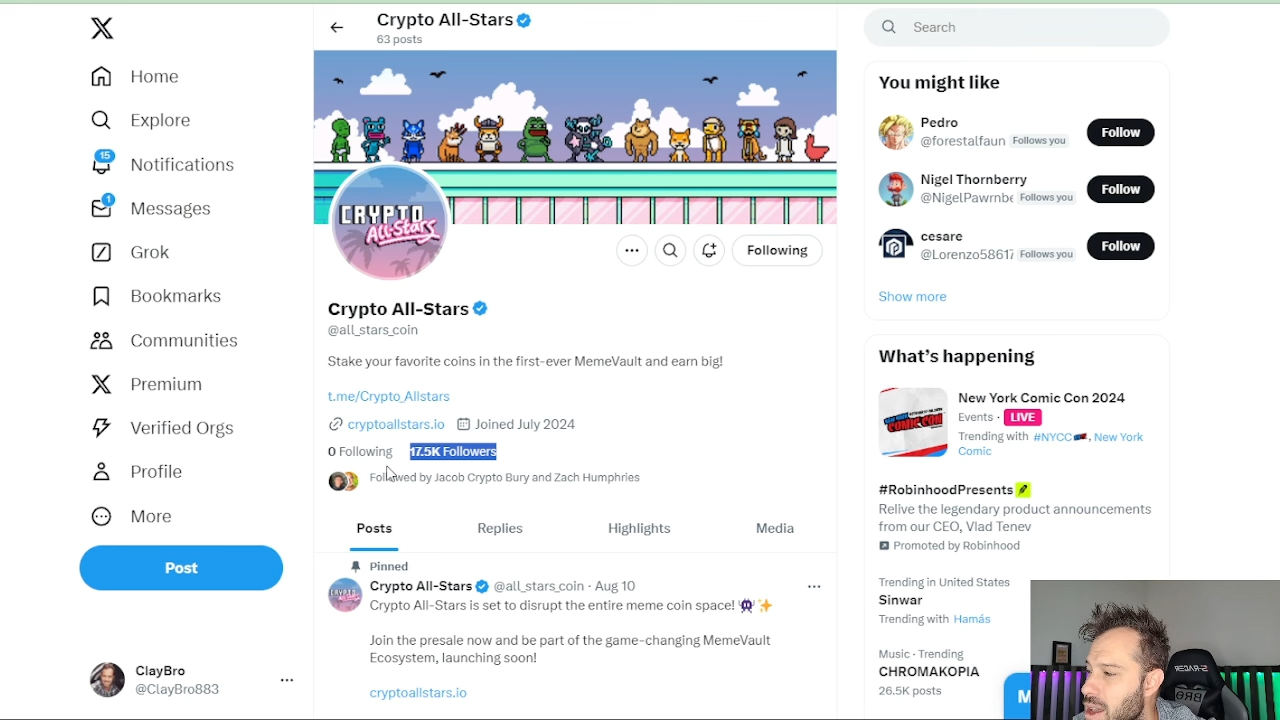 Home
Explore
15
Notifications
1
Messages
Grok
Bookmarks
Communities
Premium
Verified Orgs
Profile
More
Post
ClayBro
@ClayBro883
Crypto All-Stars
63 posts
CRYPTO
All-Stars
Following
Crypto All-Stars
@all_stars_coin
Stake your favorite coins in the first-ever MemeVault and earn big!
t.me/Crypto_Allstars
cryptoallstars.io Joined July 2024
0 Following 17.5K Followers
Followed by Jacob Crypto Bury and Zach Humphries
Posts Replies Highlights Media
Pinned
Crypto All-Stars @all_stars_coin · Aug 10
Crypto All-Stars is set to disrupt the entire meme coin space!
Join the presale now and be part of the game-changing MemeVault
Ecosystem, launching soon!
cryptoallstars.io
Search
You might like
Pedro
@forestalfaun Follows you
Follow
Nigel Thornberry
@NigelPawrnbe Follows you
Follow
cesare
@Lorenzo58617 Follows you
Follow
Show more
What's happening
New York Comic Con 2024
Events · LIVE
Trending with #NYCC, New York
Comic
NEW YORK
COMIC CON
#RobinhoodPresents
Relive the legendary product announcements
from our CEO, Vlad Tenev
Promoted by Robinhood
Trending in United States
Sinwar
Trending with Hamás
Music · Trending
CHROMAKOPIA
26.5K posts
M